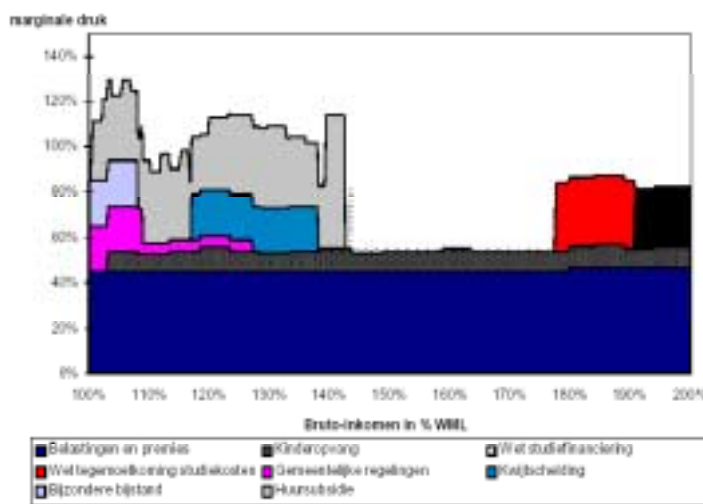 marginale druk
140%
120%
100%
80%
60%
40%
20%
0%
100% 110% 120% 130% 140% 150% 160% 170% 180% 190% 200%
Bruto-inkomen in % WML
Belastingen en premies Kinderopvang Wet studiefinanciering
Wet tegemoetkoming studiekosten Gemeentelijke regelingen Kwijtschelding
Bijzondere bijstand Huursubsidie